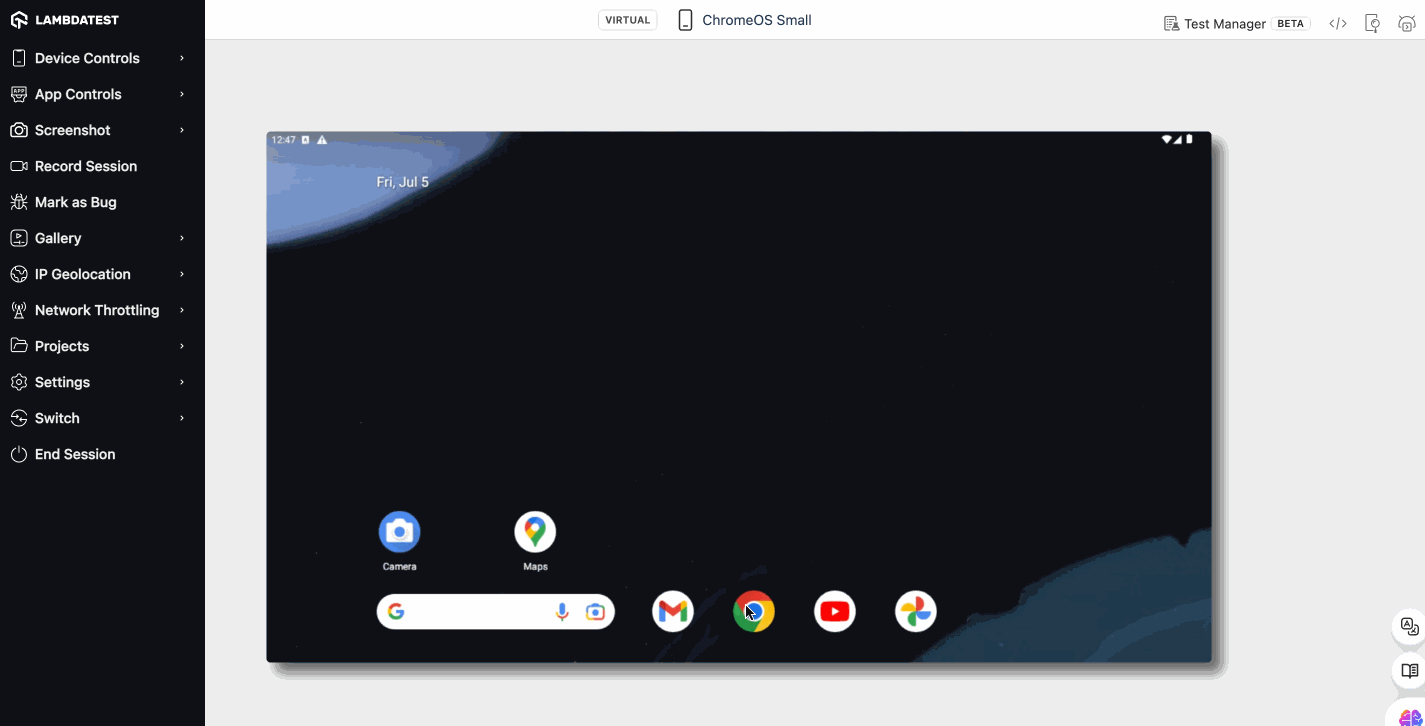 LAMBDATEST
Device Controls
App Controls
Screenshot
Record Session
Mark as Bug
Gallery
IP Geolocation
Network Throttling
Projects
Settings
Switch
End Session
VIRTUAL
ChromeOS Small
Test Manager BETA
12:47
Fri, Jul 5
Camera
Maps